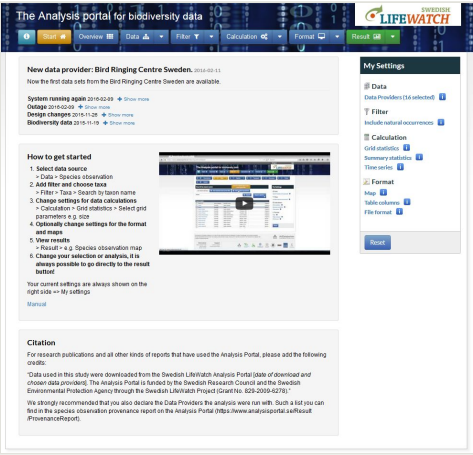 The Analysis portal for biodiversity data
SWEDISH
LIFEWATCH
Start
Overview
Data
Filter
Calculation
Format
Result
New data provider: Bird Ringing Centre Sweden. 2016-02-11
Now the first data sets from the Bird Ringing Centre Sweden are available.
System running again 2016-02-09 + Show more
Outage 2016-02-09 + Show more
Design changes 2015-11-26 + Show more
Biodiversity data 2015-11-19 + Show more
How to get started
1. Select data source
> Data > Species observation
2. Add filter and choose taxa
> Filter > Taxa > Search by taxon name
3. Change settings for data calculations
> Calculation > Grid statistics > Select grid
parameters e.g. size
4. Optionally change settings for the format
and maps
5. View results
> Result > e.g. Species observation map
6. Change your selection or analysis, it is
always possible to go directly to the result
button!
Your current settings are always shown on the
right side => My settings
Manual
Citation
For research publications and all other kinds of reports that have used the Analysis Portal, please add the following
credits:
"Data used in this study were downloaded from the Swedish LifeWatch Analysis Portal [date of download and
chosen data providers]. The Analysis Portal is funded by the Swedish Research Council and the Swedish
Environmental Protection Agency through the Swedish LifeWatch Project (Grant No. 829-2009-6278)."
We strongly recommended that you also declare the Data Providers the analysis were run with. Such a list you can
find in the species observation provenance report on the Analysis Portal (https://www.analysisportal.se/Result
/ProvenanceReport).
My Settings
Data
Data Providers (16 selected)
Filter
Include natural occurrences
Calculation
Grid statistics
Summary statistics
Time series
Format
Map
Table columns
File format
Reset